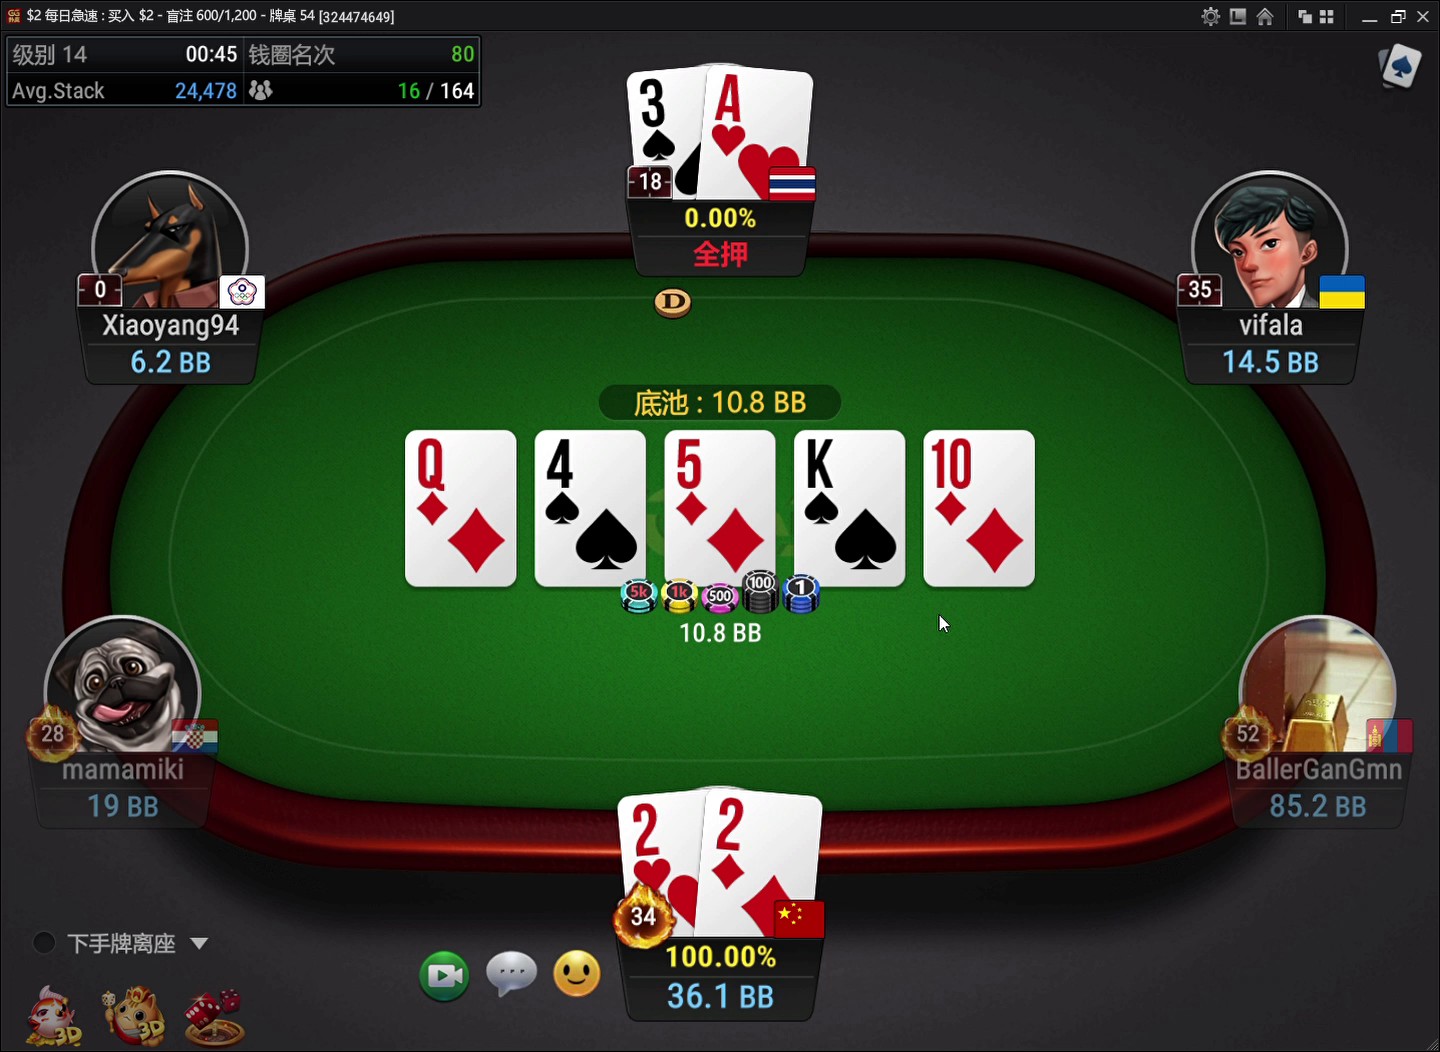 $2 每日急速 : 买入 $2 - 盲注 600/1,200 - 牌桌 54 [324474649]
级别 14 00:45 钱圈名次 80
Avg.Stack 24,478 16 / 164
3 A
18
0.00%
全押
D
0
Xiaoyang94
6.2 BB
35
vifala
14.5 BB
底池 : 10.8 BB
Q 4 5 K 10
5k 1k 500 100 1
10.8 BB
28
mamamiki
19 BB
52
BallerGanGmn
85.2 BB
2 2
34
100.00%
36.1 BB
下手牌离座
3D 3D